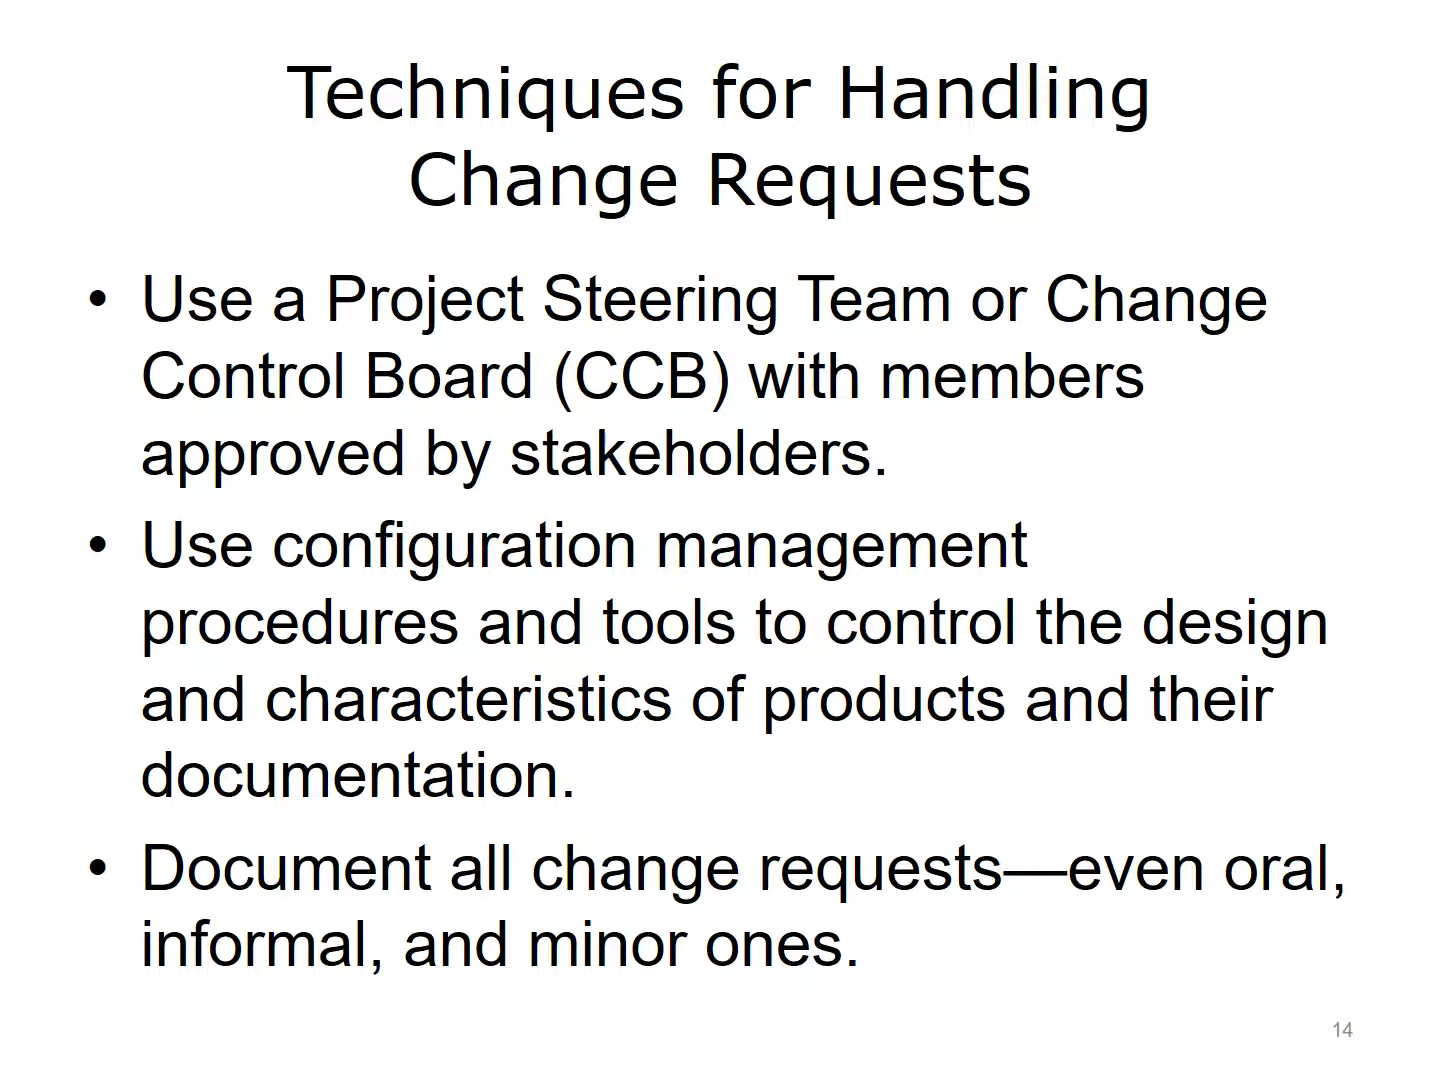 Techniques for Handling
Change Requests
• Use a Project Steering Team or Change
Control Board (CCB) with members
approved by stakeholders.
• Use configuration management
procedures and tools to control the design
and characteristics of products and their
documentation.
• Document all change requests—even oral,
informal, and minor ones.
14